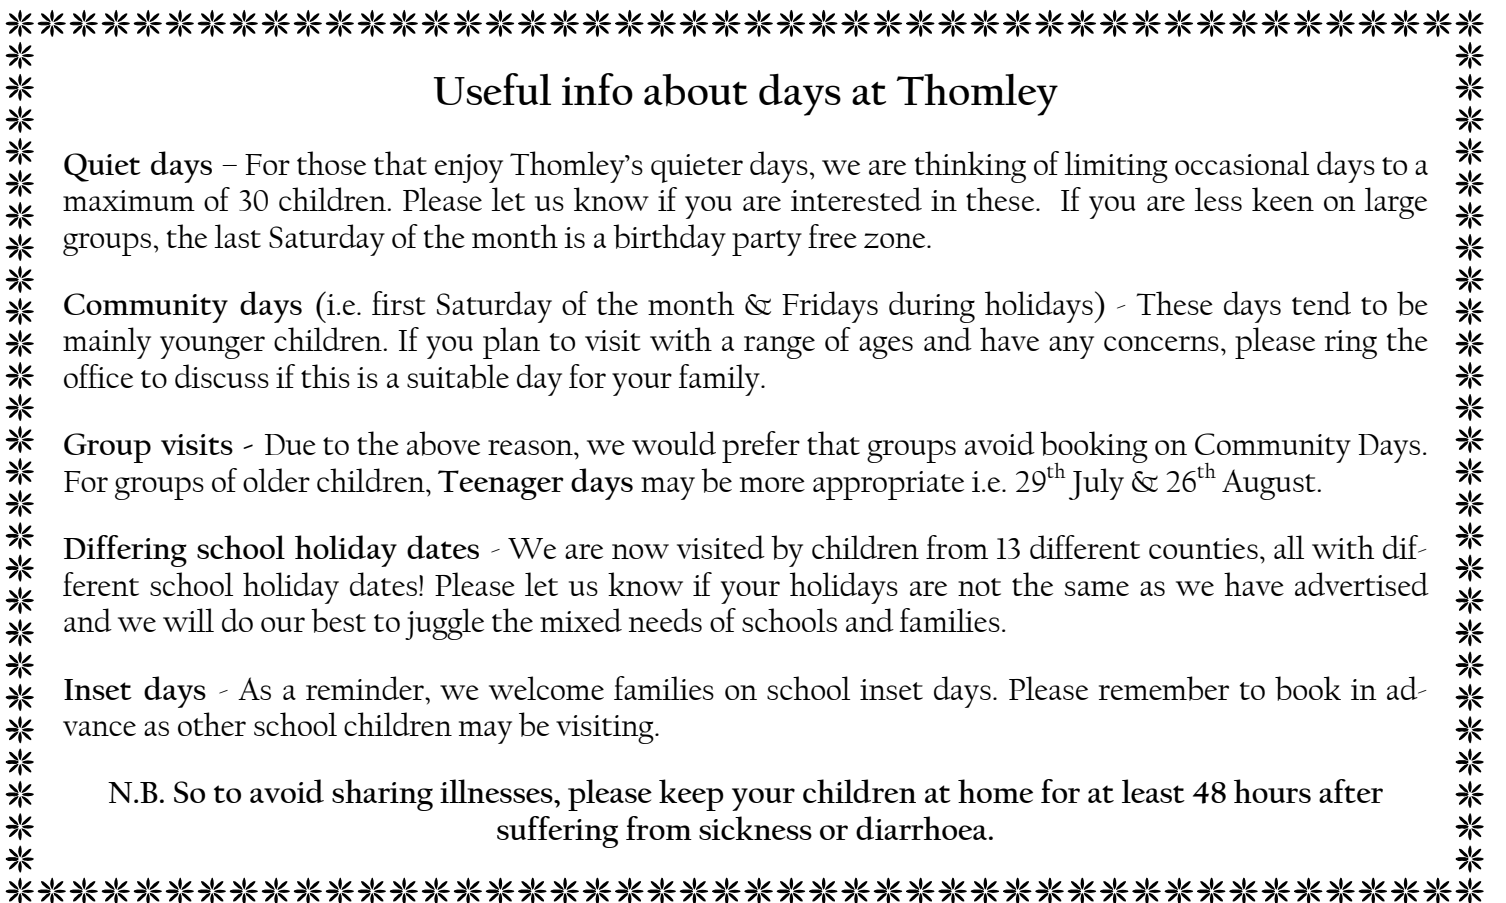 Useful info about days at Thomley
Quiet days – For those that enjoy Thomley's quieter days, we are thinking of limiting occasional days to a
maximum of 30 children. Please let us know if you are interested in these.  If you are less keen on large
groups, the last Saturday of the month is a birthday party free zone.
Community days (i.e. first Saturday of the month & Fridays during holidays) - These days tend to be
mainly younger children. If you plan to visit with a range of ages and have any concerns, please ring the
office to discuss if this is a suitable day for your family.
Group visits - Due to the above reason, we would prefer that groups avoid booking on Community Days.
For groups of older children, Teenager days may be more appropriate i.e. 29th July & 26th August.
Differing school holiday dates - We are now visited by children from 13 different counties, all with dif-
ferent school holiday dates! Please let us know if your holidays are not the same as we have advertised
and we will do our best to juggle the mixed needs of schools and families.
Inset days - As a reminder, we welcome families on school inset days. Please remember to book in ad-
vance as other school children may be visiting.
N.B. So to avoid sharing illnesses, please keep your children at home for at least 48 hours after
suffering from sickness or diarrhoea.